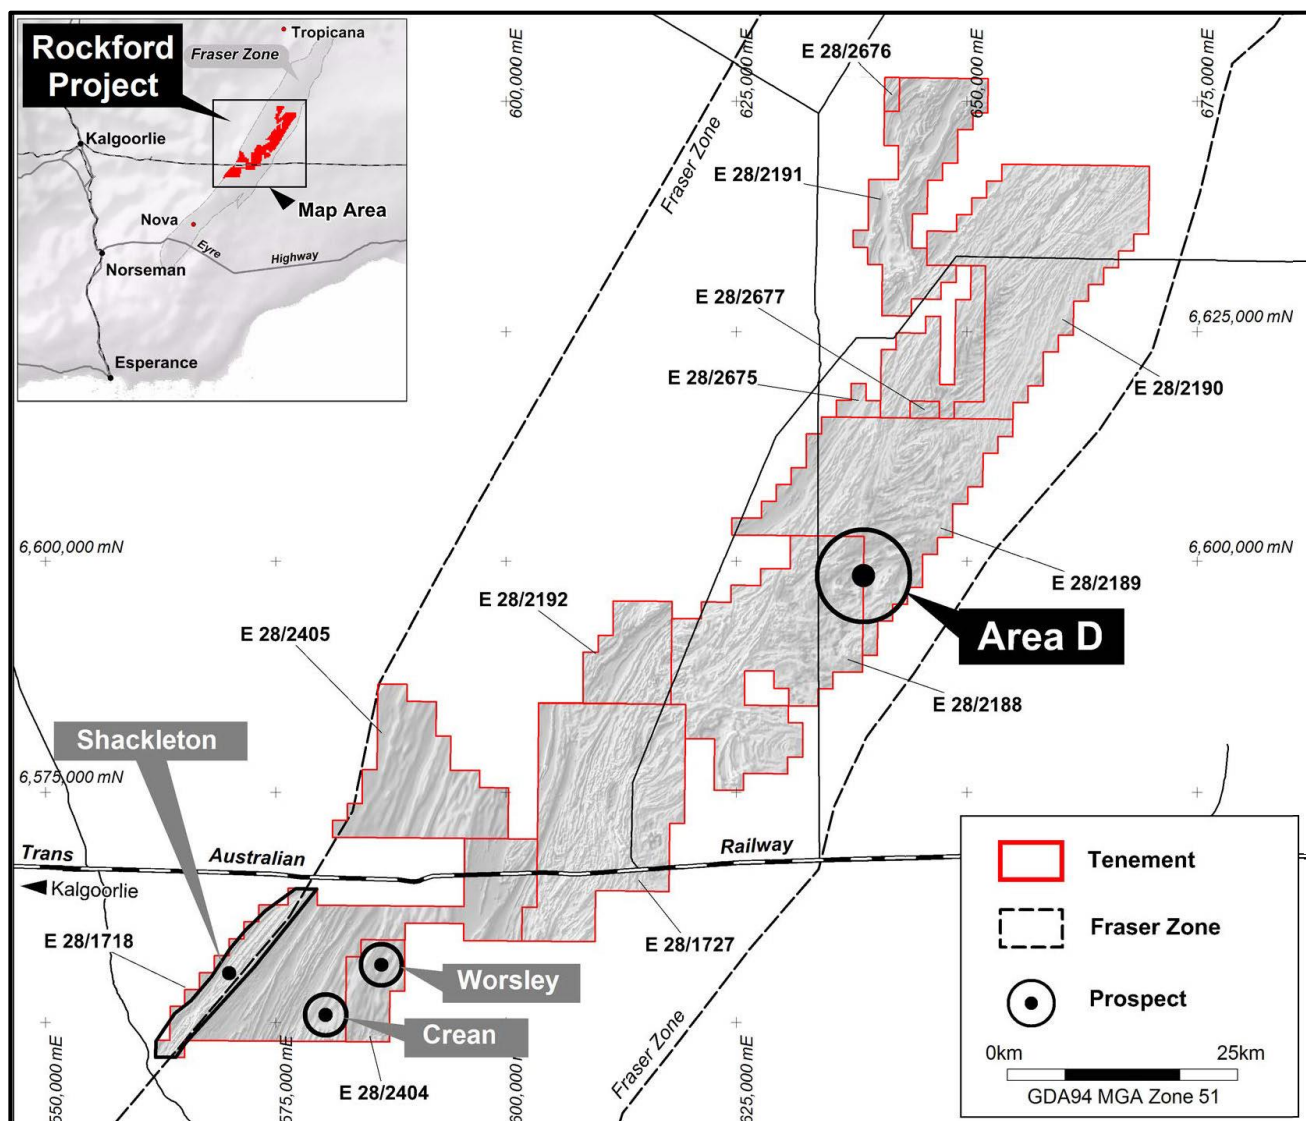 Rockford
Project
Tropicana
Fraser Zone
Kalgoorlie
Map Area
Nova
Eyre
Highway
Norseman
Esperance
600,000 mE
625,000 mE
650,000 mE
675,000 mE
Fraser Zone
E 28/2676
E 28/2191
E 28/2677
6,625,000 mN
E 28/2675
E 28/2190
6,600,000 mN
6,600,000 mN
E 28/2189
E 28/2192
E 28/2405
Area D
E 28/2188
Shackleton
6,575,000 mN
Trans
Australian
Railway
Kalgoorlie
E 28/1718
E 28/1727
Worsley
Crean
E 28/2404
Fraser Zone
550,000 mE
575,000 mE
600,000 mE
625,000 mE
Tenement
Fraser Zone
Prospect
0km
25km
GDA94 MGA Zone 51